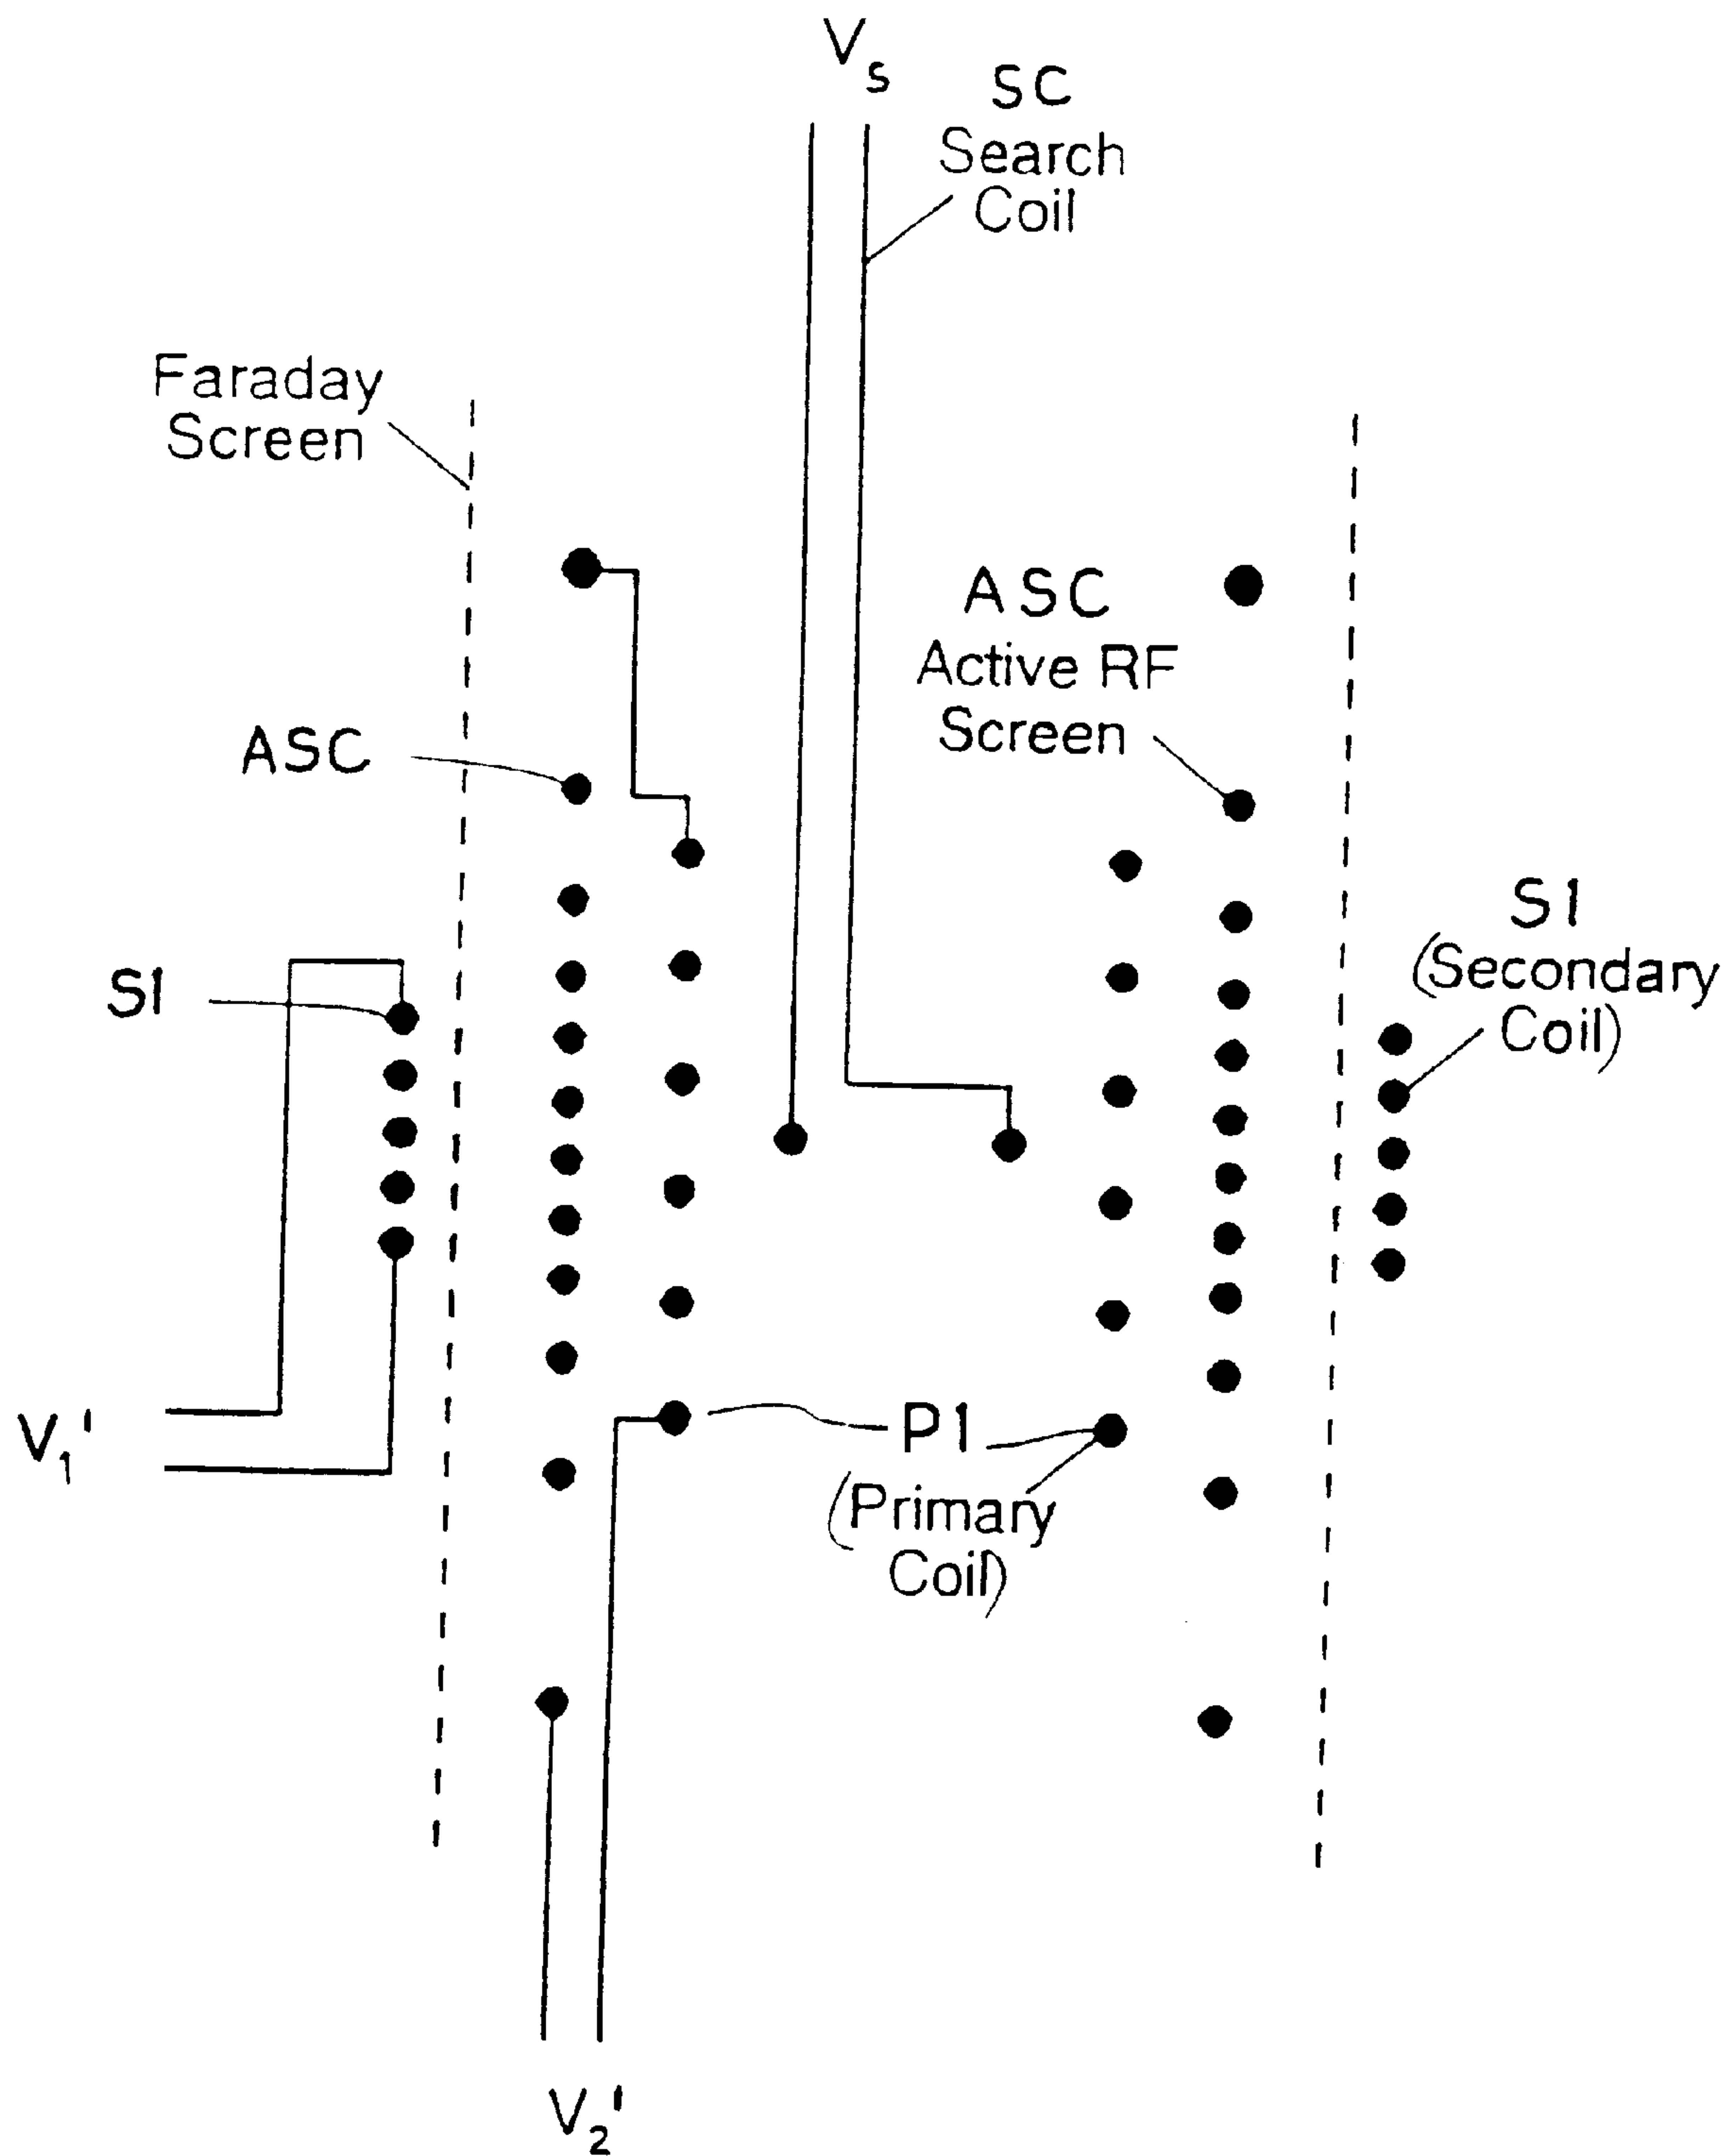 Vs
SC
Search
Coil
Faraday
Screen
ASC
Active RF
Screen
ASC
S1
(Secondary
Coil)
S1
V1'
P1
(Primary
Coil)
V2'